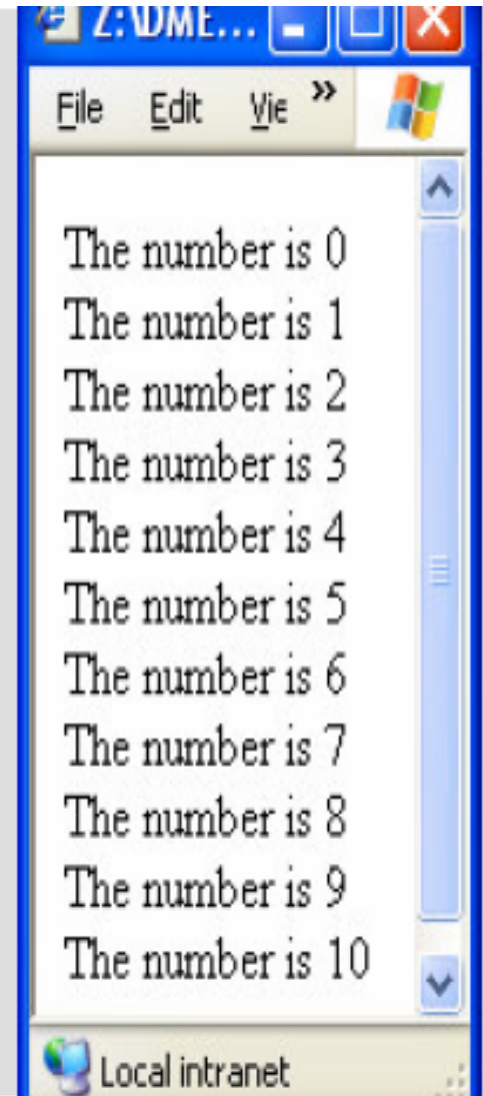 Z:\DME...
File Edit Vie »
The number is 0
The number is 1
The number is 2
The number is 3
The number is 4
The number is 5
The number is 6
The number is 7
The number is 8
The number is 9
The number is 10
Local intranet